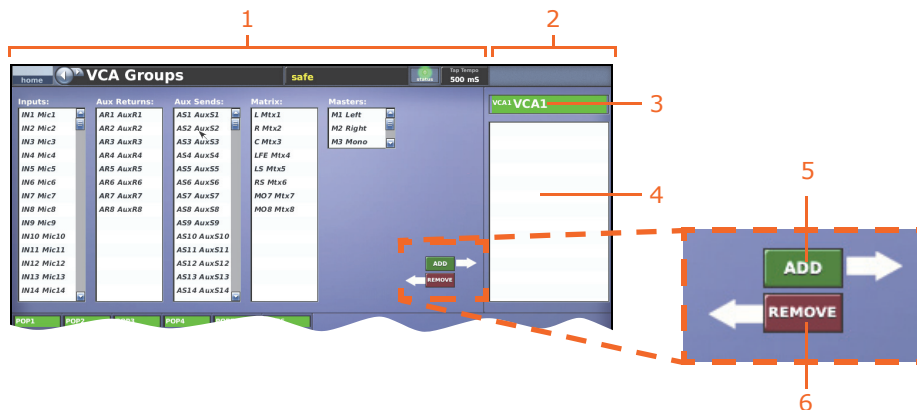 1
2
home VCA Groups safe status Tap Tempo 500 mS
Inputs: Aux Returns: Aux Sends: Matrix: Masters:
VCA1 VCA1
3
IN1 Mic1 AR1 AuxR1 AS1 AuxS1 L Mtx1 M1 Left
IN2 Mic2 AR2 AuxR2 AS2 AuxS2 R Mtx2 M2 Right
IN3 Mic3 AR3 AuxR3 AS3 AuxS3 C Mtx3 M3 Mono
IN4 Mic4 AR4 AuxR4 AS4 AuxS4 LFE Mtx4
IN5 Mic5 AR5 AuxR5 AS5 AuxS5 LS Mtx5
IN6 Mic6 AR6 AuxR6 AS6 AuxS6 RS Mtx6
IN7 Mic7 AR7 AuxR7 AS7 AuxS7 MO7 Mtx7
4
5
IN8 Mic8 AR8 AuxR8 AS8 AuxS8 MO8 Mtx8
IN9 Mic9 AS9 AuxS9
IN10 Mic10 AS10 AuxS10
IN11 Mic11 AS11 AuxS11
IN12 Mic12 AS12 AuxS12
IN13 Mic13 AS13 AuxS13
IN14 Mic14 AS14 AuxS14
ADD
REMOVE
ADD
REMOVE
POP1 POP2 POP4
6